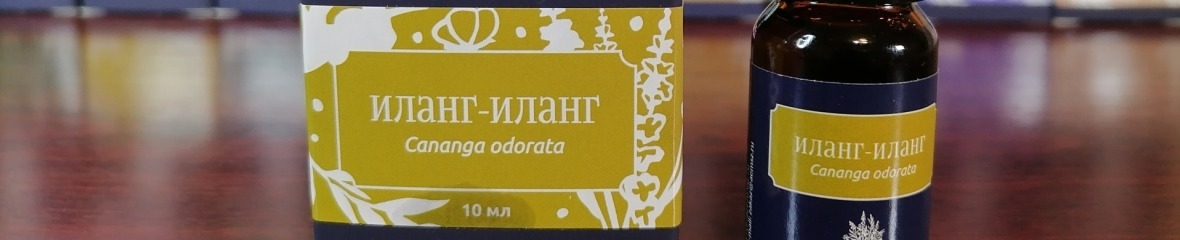 иланг-иланг
Cananga odorata
10 мл
иланг-иланг
Cananga odorata